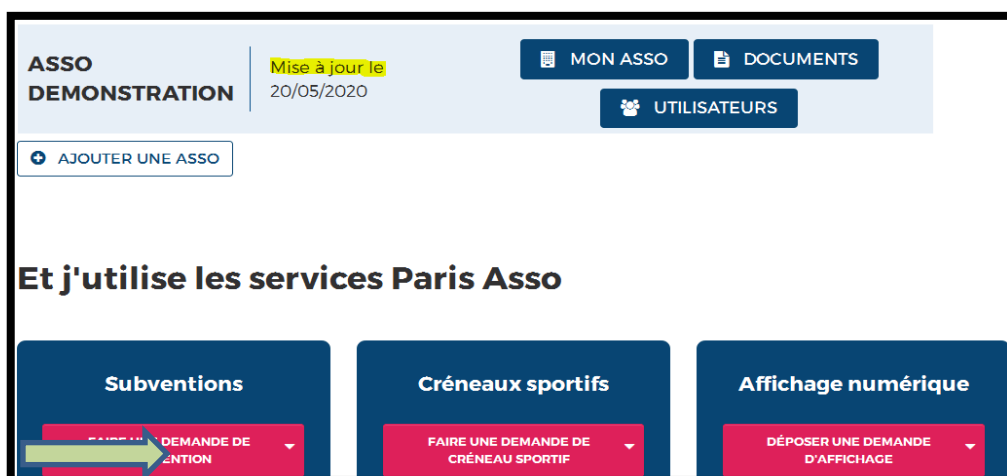 ASSO
DEMONSTRATION
Mise à jour le
20/05/2020
MON ASSO
DOCUMENTS
UTILISATEURS
AJOUTER UNE ASSO
Et j'utilise les services Paris Asso
Subventions
DEMANDE DE
Créneaux sportifs
FAIRE UNE DEMANDE DE
CRÉNEAU SPORTIF
Affichage numérique
DÉPOSER UNE DEMANDE
D'AFFICHAGE